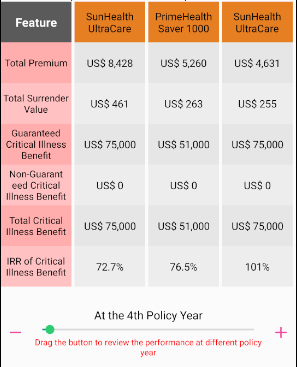 Feature
SunHealth
UltraCare
PrimeHealth
Saver 1000
SunHealth
UltraCare
Total Premium
US$ 8,428
US$ 5,260
US$ 4,631
Total Surrender
Value
US$ 461
US$ 263
US$ 255
Guaranteed
Critical Illness
Benefit
US$ 75,000
US$ 51,000
US$ 75,000
Non-Guarant
eed Critical
Illness Benefit
US$ 0
US$ 0
US$ 0
Total Critical
Illness Benefit
US$ 75,000
US$ 51,000
US$ 75,000
IRR of Critical
Illness Benefit
72.7%
76.5%
101%
At the 4th Policy Year
Drag the button to review the performance at different policy
year